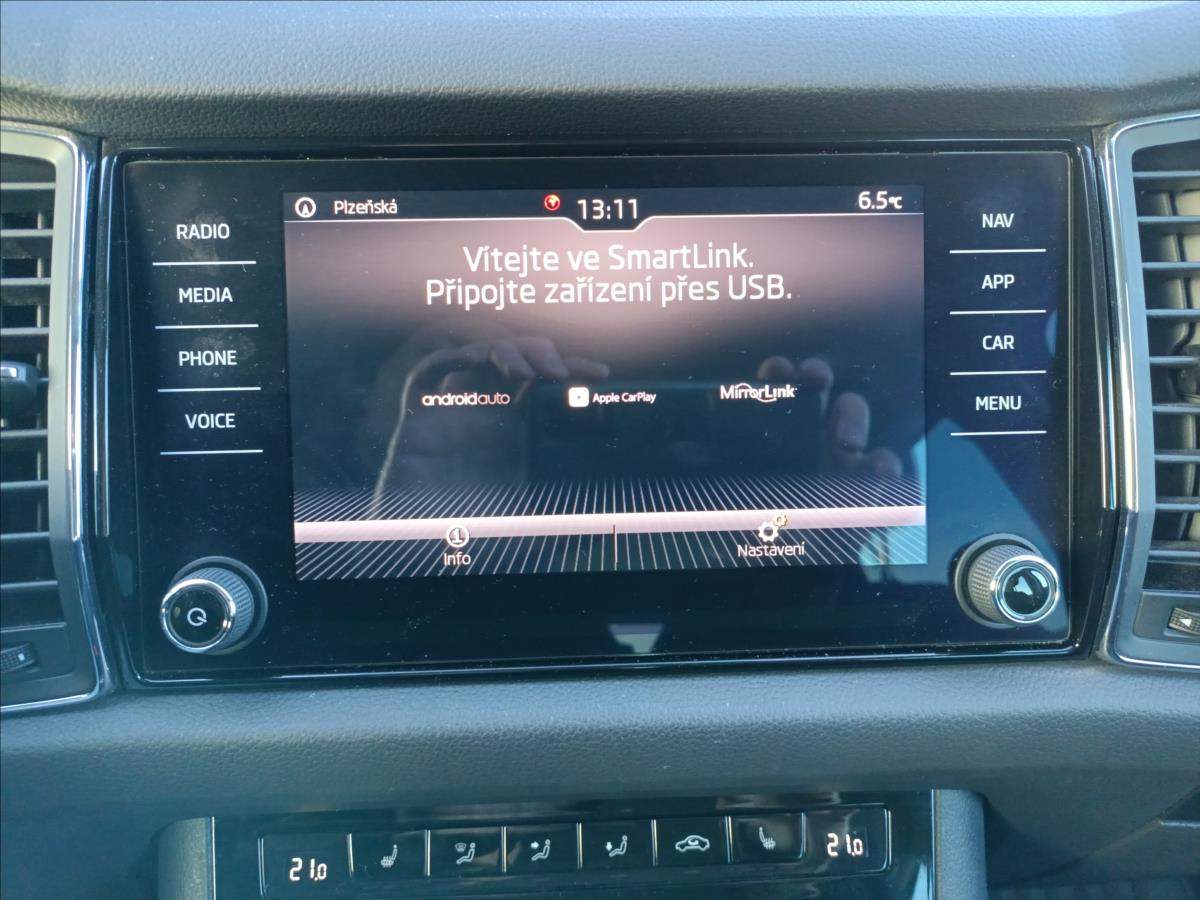 Plzeňská
13:11
6.5°C
RADIO
MEDIA
PHONE
VOICE
Vítejte ve SmartLink.
Připojte zařízení přes USB.
androidauto
Apple CarPlay
MirrorLink
Info
Nastavení
NAV
APP
CAR
MENU
21.0
21.0